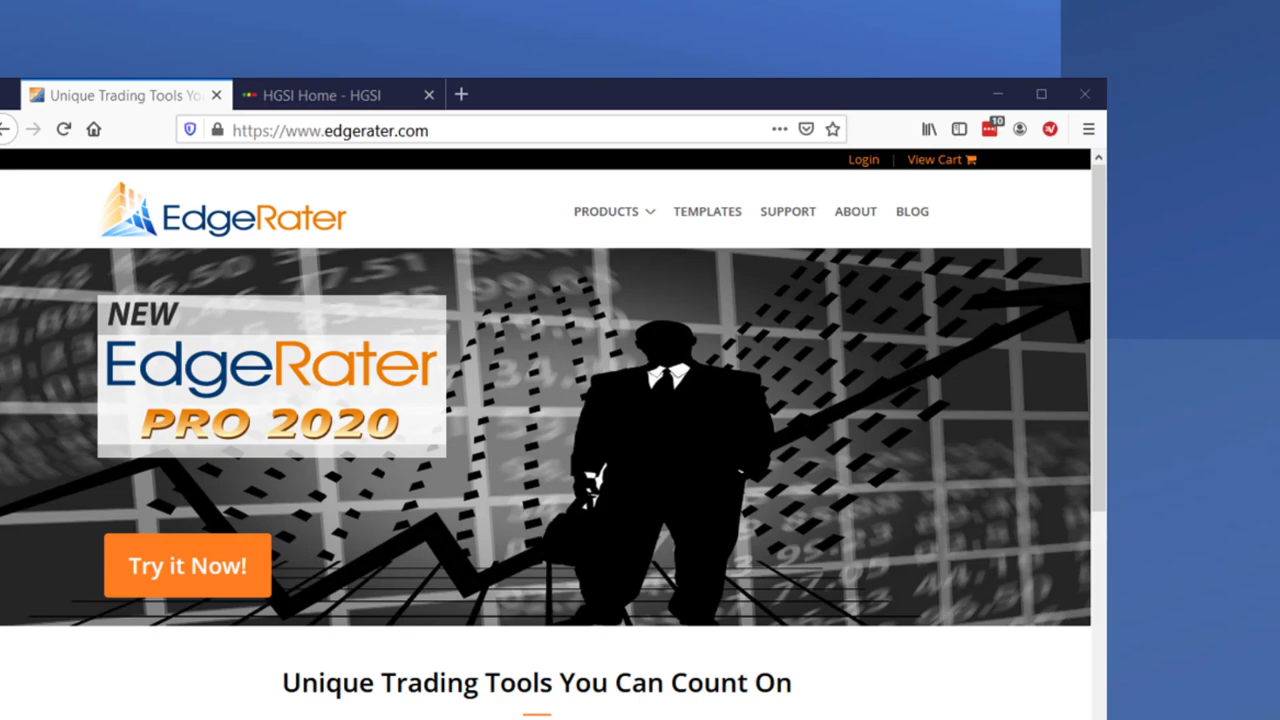 Unique Trading Tools Yo
HGSI Home - HGSI
https://www.edgerater.com
10
Login | View Cart
EdgeRater
PRODUCTS
TEMPLATES
SUPPORT
ABOUT
BLOG
NEW
EdgeRater
PRO 2020
Try it Now!
Unique Trading Tools You Can Count On